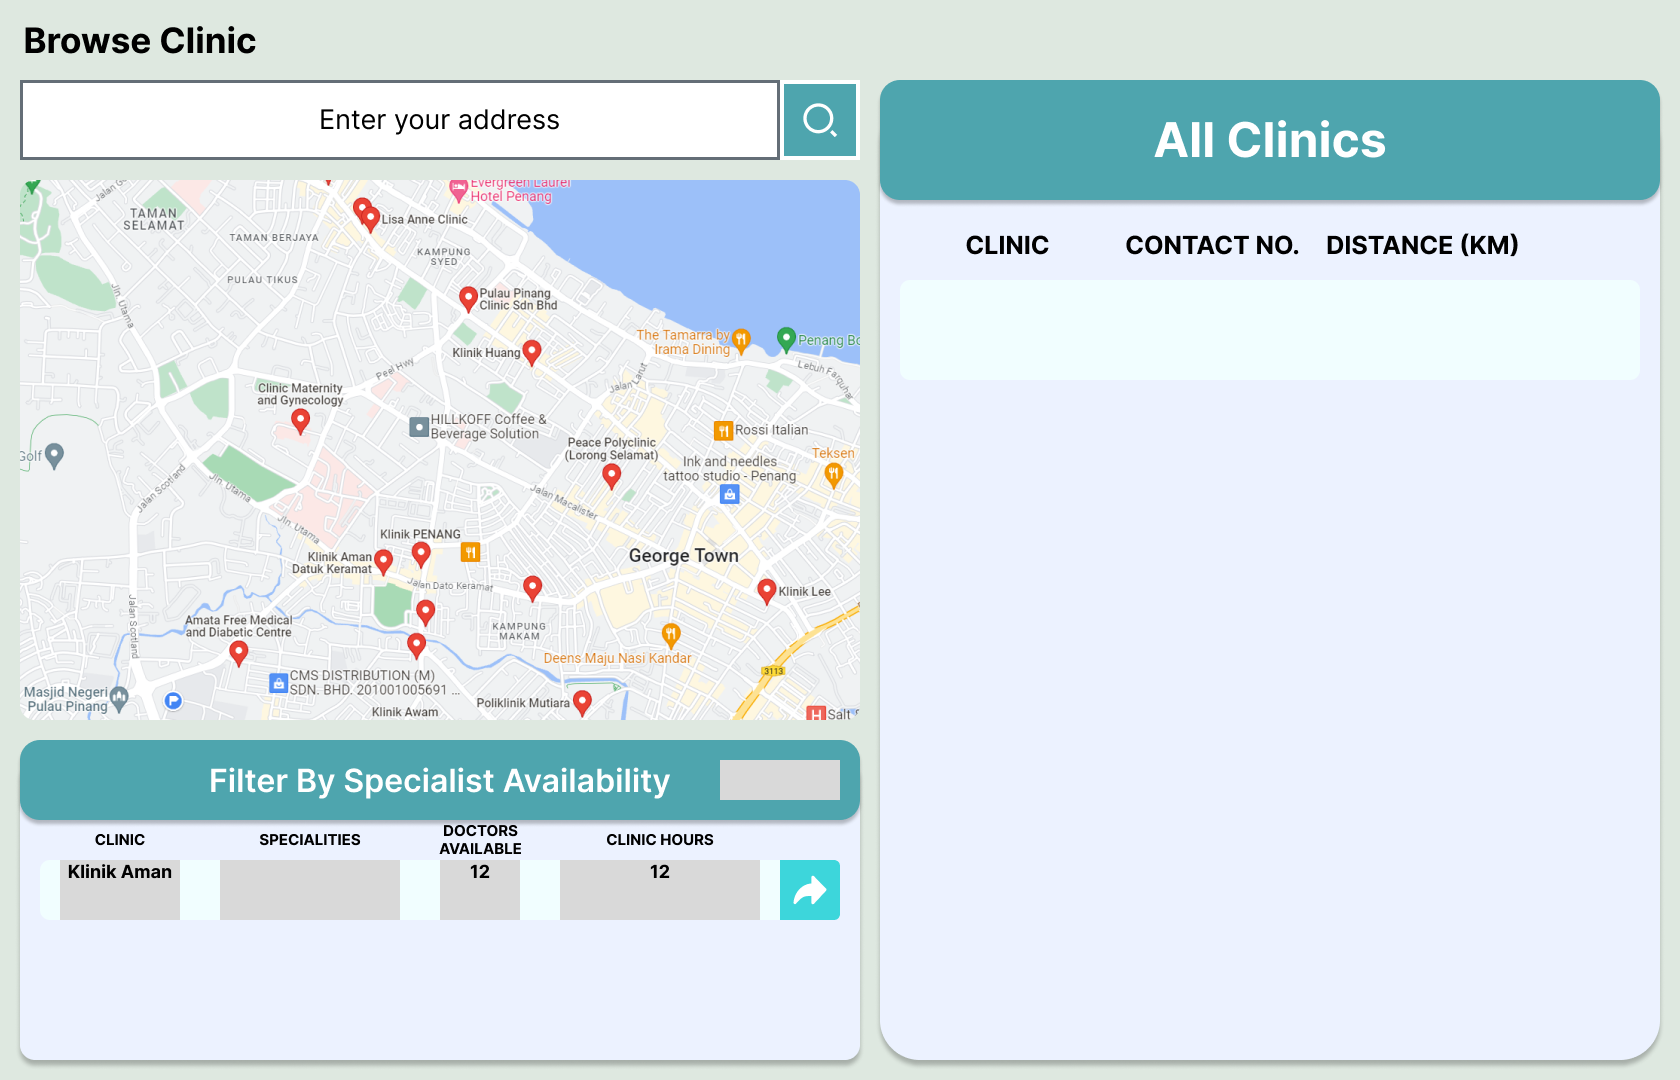 Browse Clinic
Enter your address
All Clinics
CLINIC CONTACT NO. DISTANCE (KM)
Evergreen Laurel
Hotel Penang
TAMAN
SELAMAT
Lisa Anne Clinic
TAMAN BERJAYA
KAMPUNG
SYED
PULAU TIKUS
Jln. Utama
Pulau Pinang
Clinic Sdn Bhd
The Tamarra by
Irama Dining
Penang Bo
Klinik Huang
Peel Hwy
Jalan Larut
Lebuh Farquhar
Clinic Maternity
and Gynecology
HILLKOFF Coffee &
Beverage Solution
Rossi Italian
Peace Polyclinic
(Lorong Selamat)
Golf
Teksen
Ink and needles
tattoo studio - Penang
Jalan Scotland
Jln. Utama
Jalan Macalister
Jln. Utama
Klinik PENANG
Klinik Aman
Datuk Keramat
George Town
Jalan Dato Keramat
Klinik Lee
Jalan Scotland
Amata Free Medical
and Diabetic Centre
KAMPUNG
MAKAM
Deens Maju Nasi Kandar
3113
CMS DISTRIBUTION (M)
SDN. BHD. 201001005691 ...
Masjid Negeri
Pulau Pinang
P
Klinik Awam
Poliklinik Mutiara
H
Salt
Filter By Specialist Availability
CLINIC SPECIALITIES DOCTORS
AVAILABLE CLINIC HOURS
Klinik Aman 12 12